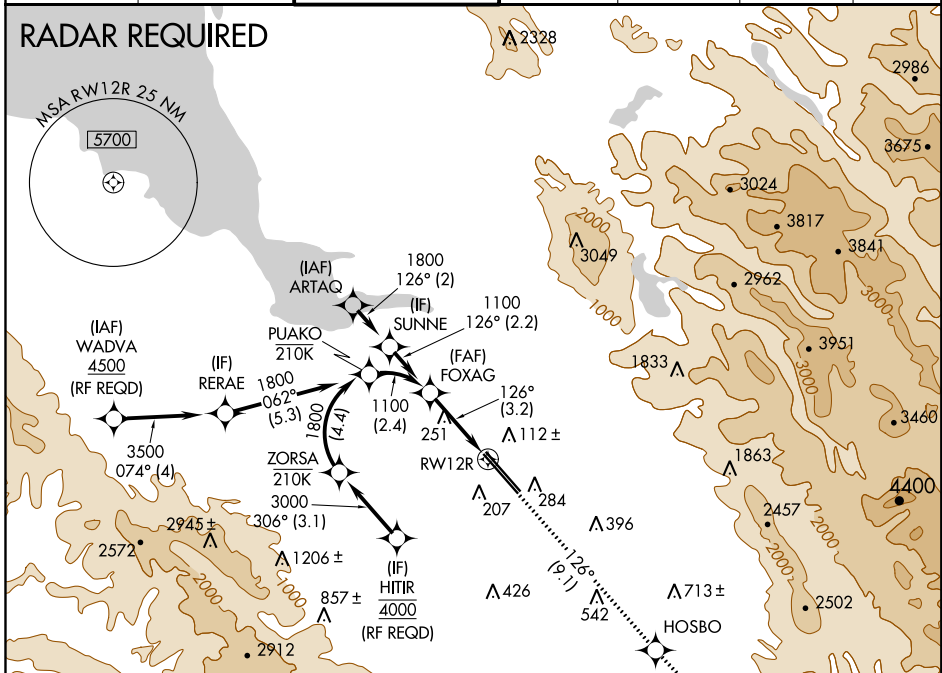 RADAR REQUIRED
MSA RW12R 25 NM
5700
2328
2986
3675
3024
3817
3841
3049
2000
1000
2962
3000
3951
3000
1833
3460
1863
4400
2457
2000
2502
(IAF)
ARTAQ
1800
126° (2)
(IF)
SUNNE
1100
126° (2.2)
PUAKO
210K
(FAF)
FOXAG
(IAF)
WADVA
4500
(RF REQD)
(IF)
RERAE
1800
062°
(5.3)
3500
074° (4)
1800
(4.4)
1100
(2.4)
126°
(3.2)
251
112 ±
RW12R
207
284
396
ZORSA
210K
3000
306° (3.1)
(IF)
HITIR
4000
(RF REQD)
2945 ±
2572
1206 ±
1000
857 ±
2000
2912
426
542
713 ±
126°
(9.1)
HOSBO